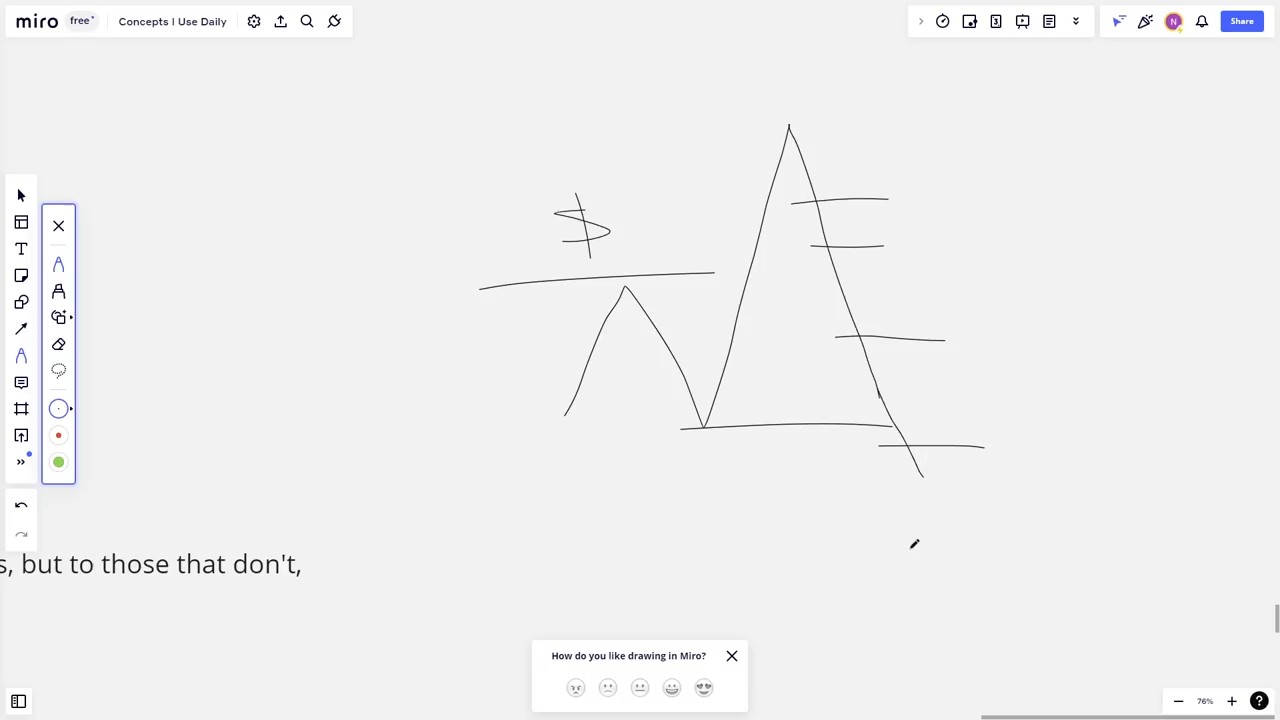 miro free Concepts I Use Daily
3 N Share
$
s, but to those that don't,
How do you like drawing in Miro?
76% ?